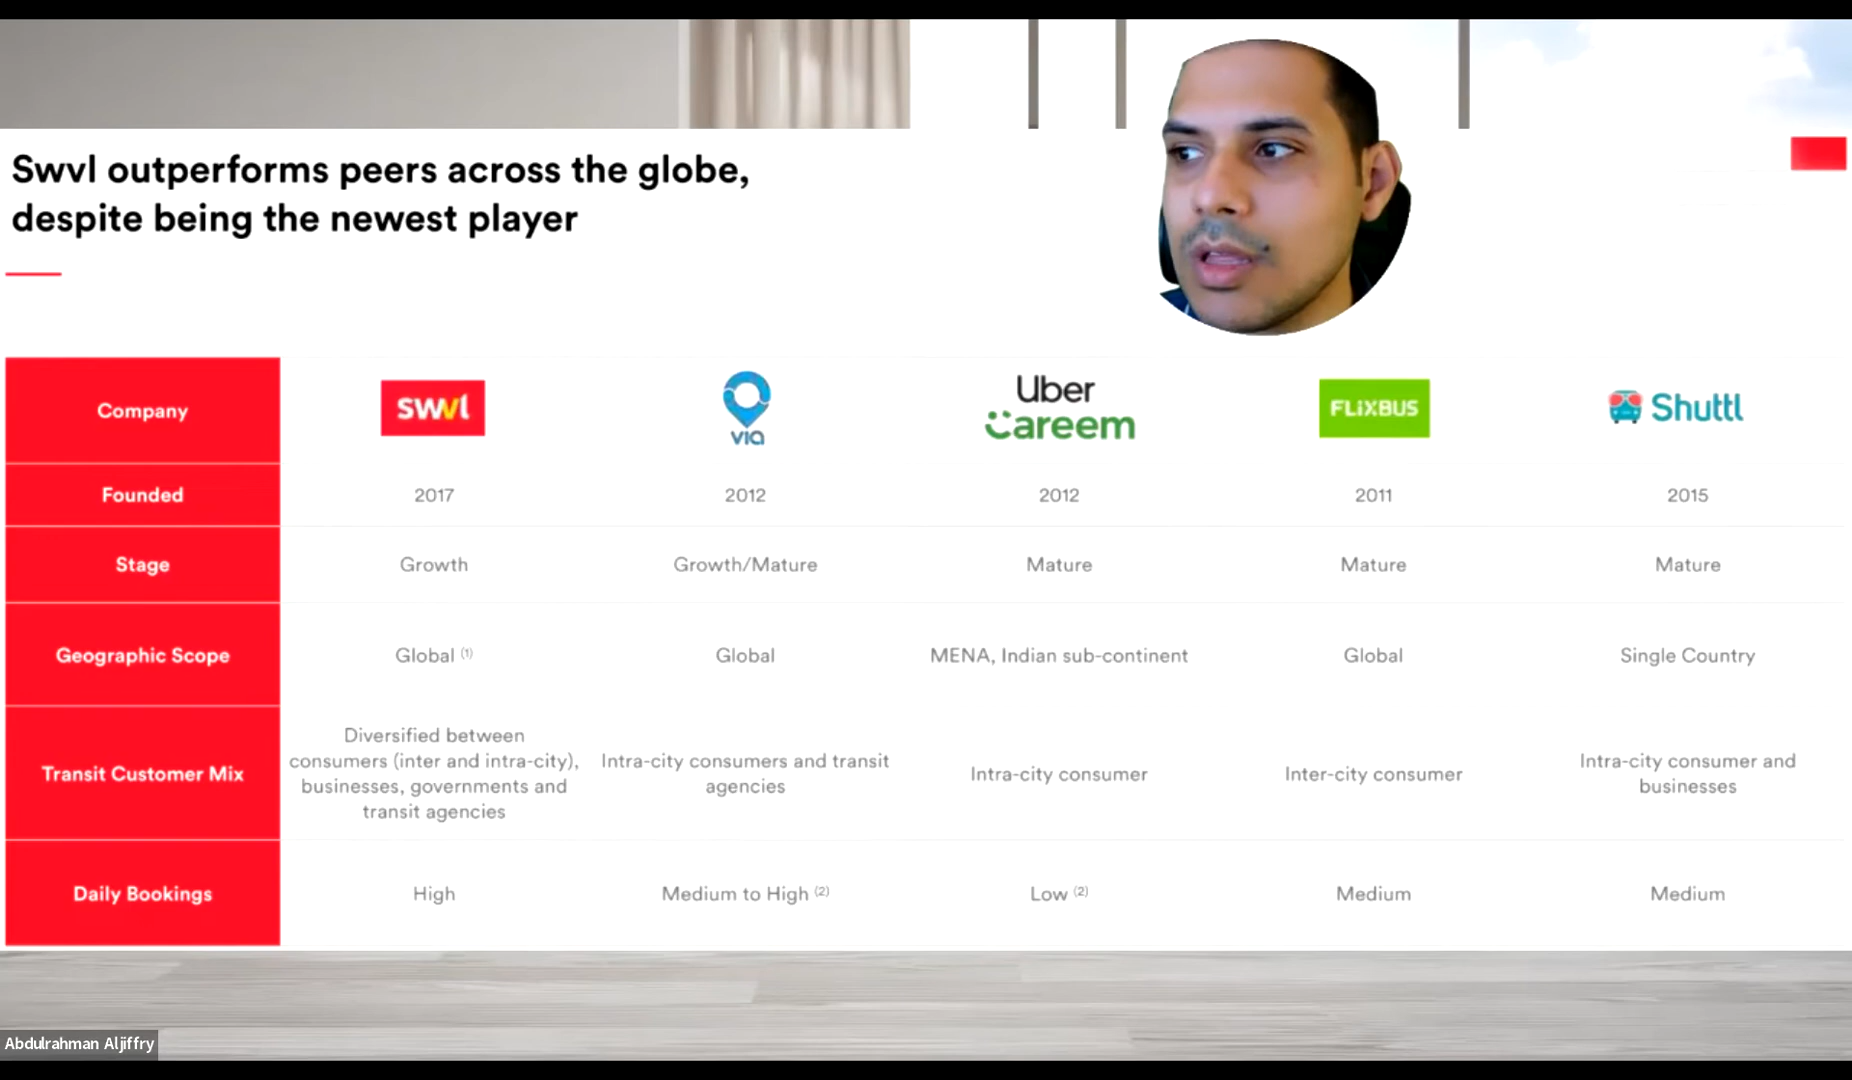 Swvl outperforms peers across the globe,
despite being the newest player
Company
swvl
via
Uber
Careem
FLiXBUS
Shuttl
Founded
2017
2012
2012
2011
2015
Stage
Growth
Growth/Mature
Mature
Mature
Mature
Geographic Scope
Global (1)
Global
MENA, Indian sub-continent
Global
Single Country
Transit Customer Mix
Diversified between
consumers (inter and intra-city),
businesses, governments and
transit agencies
Intra-city consumers and transit
agencies
Intra-city consumer
Inter-city consumer
Intra-city consumer and
businesses
Daily Bookings
High
Medium to High (2)
Low (2)
Medium
Medium
Abdulrahman Aljiffry